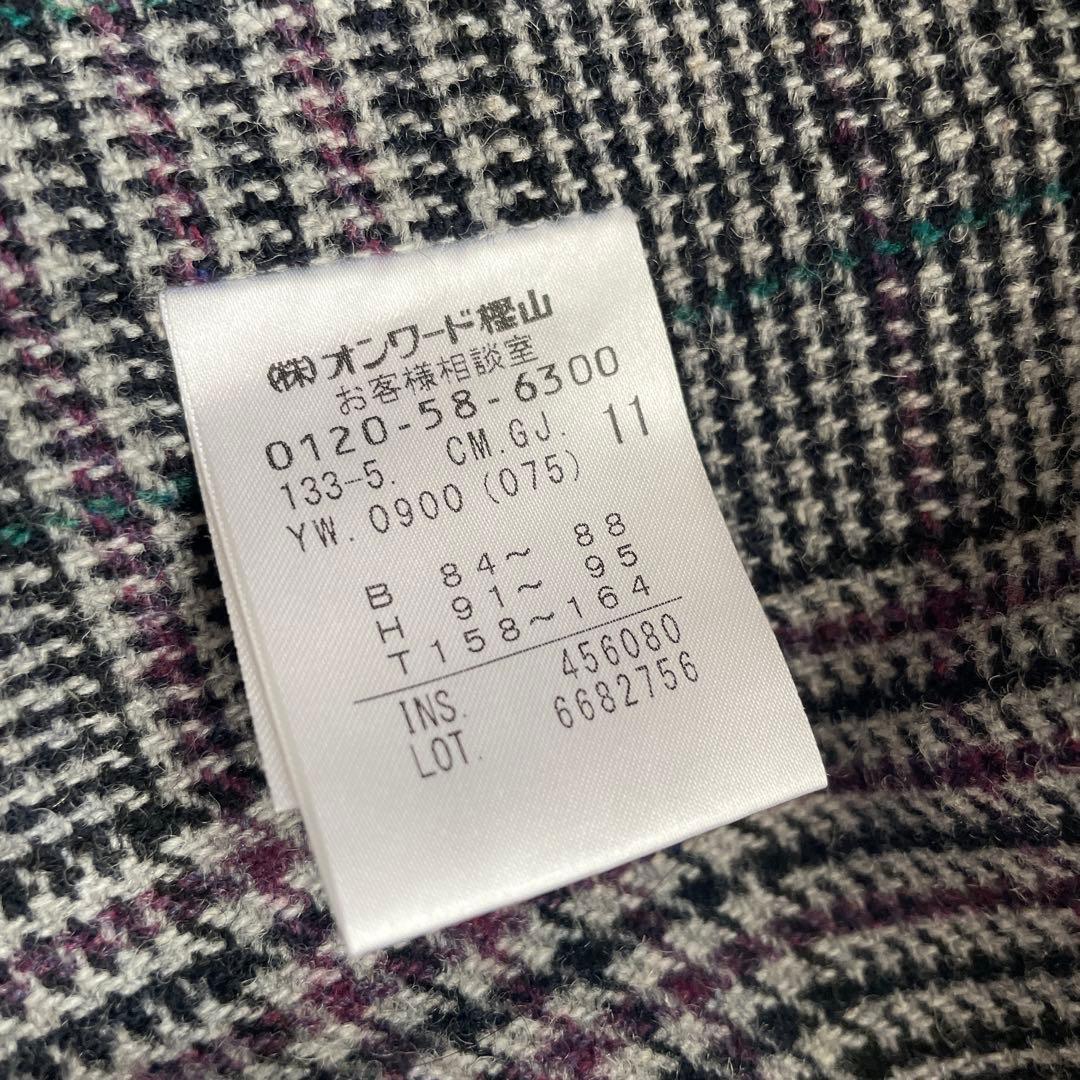 (株)オンワード樫山
お客様相談室
0120-58-6300
133-5. CM.GJ. 11
YW. 0900 (075)
B 84~ 88
H 91~ 95
T 158~164
INS. 456080
LOT. 6682756